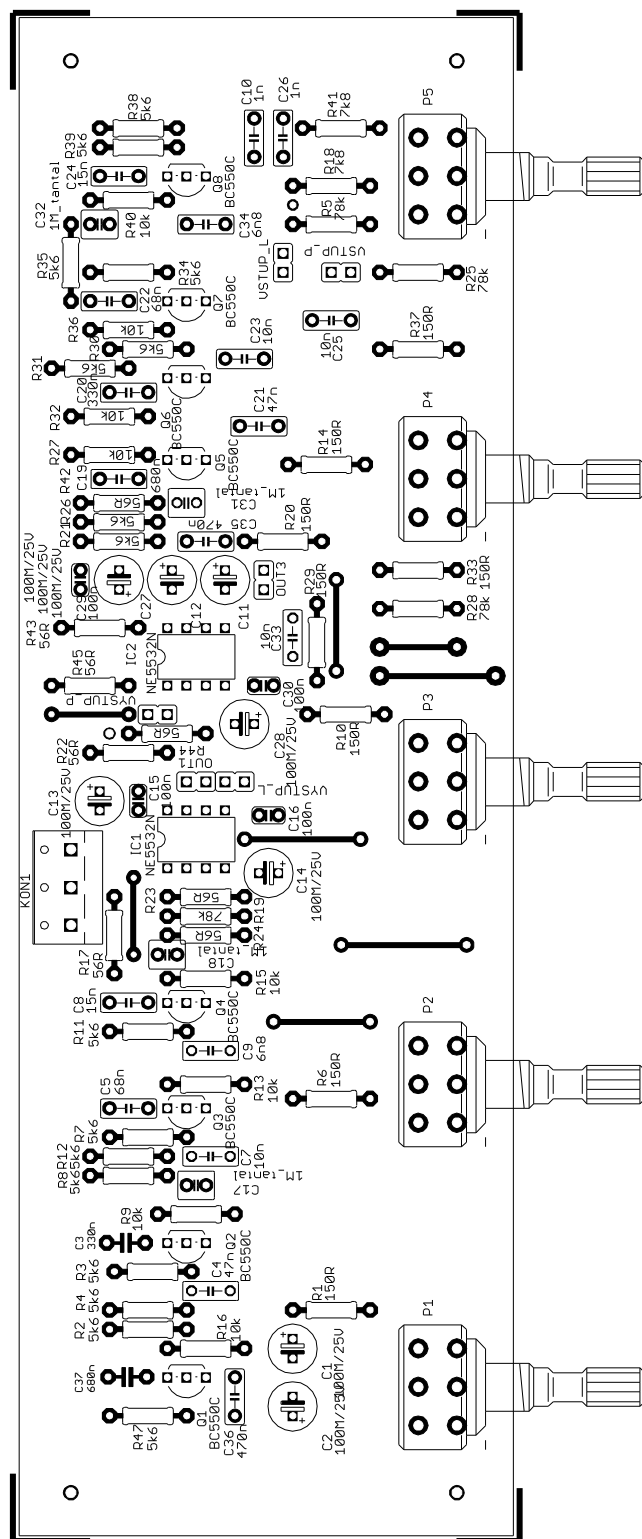 R38
5k6
R39
5k6
C24
15n
C10
1n
C26
1n
R41
7k8
P5
Q8
BC550C
R18
7k8
C32
1M_tantal
R40
10k
C34
6n8
R5
78k
R35
5k6
R34
5k6
VSTUP_L
VSTUP_P
R25
78k
C22
68n
Q7
BC550C
R36
10k
R30
5k6
C23
10n
10n
C25
R37
150R
R31
5k6
C20
330n
R32
10k
Q6
BC550C
C21
47n
P4
R27
10k
Q5
BC550C
R14
150R
R42
C19
680n
56R
R26
5k6
R21
5k6
1M_tantal
C31
C35
470n
R20
150R
100M/25V
100M/25V
100M/25V
C29
100n
C27
C12
C11
OUT3
R29
150R
R33
150R
R28
78k
R43
56R
IC2
NE5532N
10n
C33
R45
56R
VYSTUP_P
C30
100n
R22
56R
56R
R44
OUT1
C28
100M/25V
R10
150R
P3
C13
100M/25V
C15
100n
VYSTUP_L
IC1
NE5532N
C16
100n
KON1
C14
100M/25V
R23
56R
78k
R19
56R
R24
R17
56R
1M_tantal
C18
R15
10k
C8
15n
Q4
BC550C
R11
5k6
C9
6n8
P2
R13
10k
R6
150R
C5
68n
Q3
BC550C
R7
5k6
R12
5k6
R8
5k6
C7
10n
1M_tantal
C17
R9
10k
C3
330n
Q2
BC550C
R3
5k6
C4
47n
R4
5k6
R2
5k6
R16
10k
R1
150R
P1
C1
100M/25V
C37
680n
Q1
BC550C
C36
470n
C2
100M/25V
R47
5k6